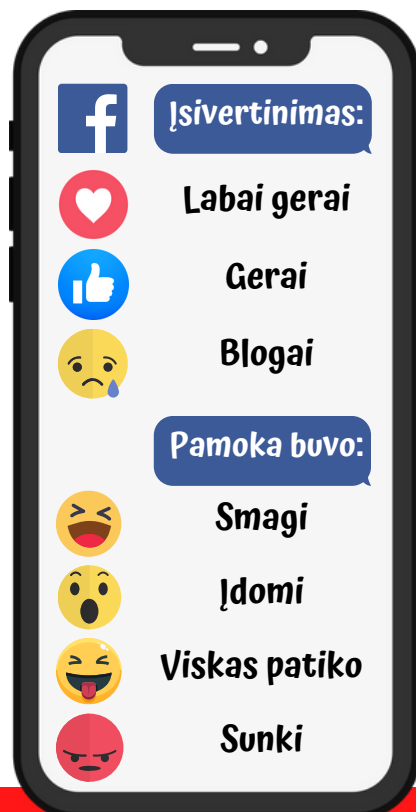 Įsivertinimas:
Labai gerai
Gerai
Blogai
Pamoka buvo:
Smagi
Įdomi
Viskas patiko
Sunki